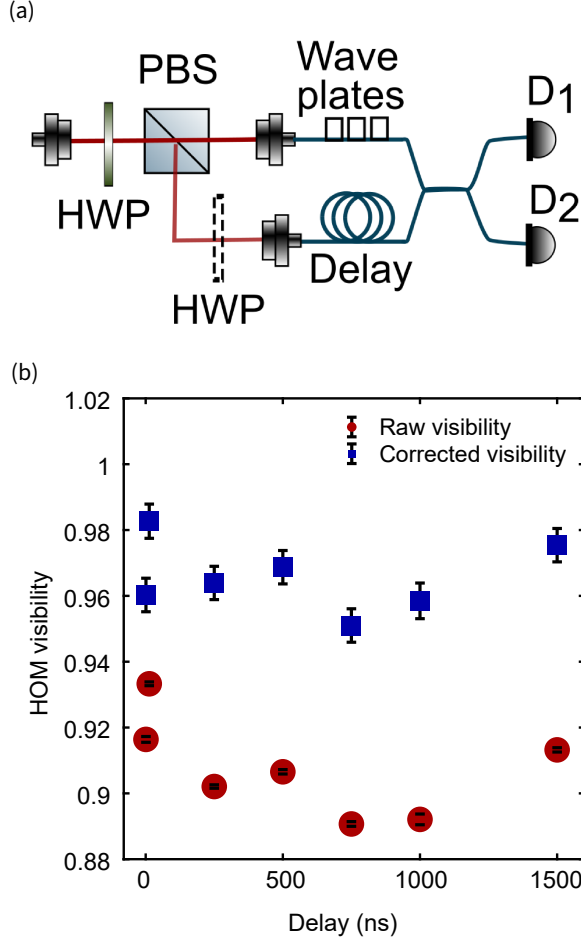 (a)
PBS
Wave
plates
D1
HWP
D2
HWP
Delay
(b)
1.02
1
0.98
0.96
0.94
0.92
0.9
0.88
HOM visibility
Raw visibility
Corrected visibility
0
500
1000
1500
Delay (ns)